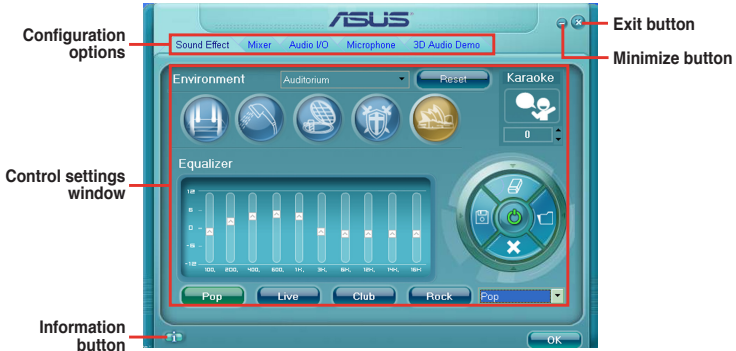 ASUS
Exit button
Configuration options
Sound Effect Mixer Audio I/O Microphone 3D Audio Demo
Minimize button
Environment Auditorium Reset Karaoke
0
Equalizer
Control settings window
12
6
0
-6
-12
100. 200. 400. 600. 1K. 3K. 6K. 12K. 14K. 16K.
Pop Live Club Rock Pop
Information button
OK